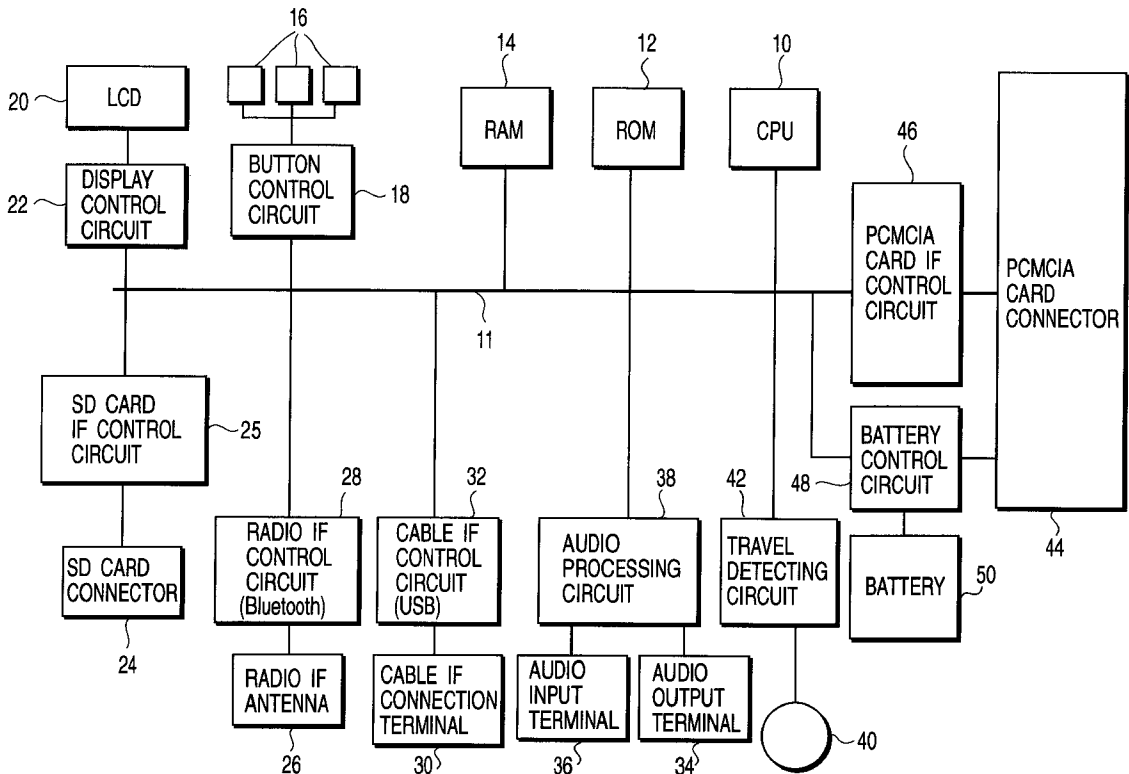 16
14
12
10
20
LCD
RAM
ROM
CPU
46
22
DISPLAY
CONTROL
CIRCUIT
BUTTON
CONTROL
CIRCUIT
18
PCMCIA
CARD IF
CONTROL
CIRCUIT
PCMCIA
CARD
CONNECTOR
11
SD CARD
IF CONTROL
CIRCUIT
25
BATTERY
CONTROL
CIRCUIT
48
28
32
38
42
44
RADIO IF
CONTROL
CIRCUIT
(Bluetooth)
CABLE IF
CONTROL
CIRCUIT
(USB)
AUDIO
PROCESSING
CIRCUIT
TRAVEL
DETECTING
CIRCUIT
BATTERY
50
SD CARD
CONNECTOR
24
RADIO IF
ANTENNA
26
CABLE IF
CONNECTION
TERMINAL
30
AUDIO
INPUT
TERMINAL
36
AUDIO
OUTPUT
TERMINAL
34
40